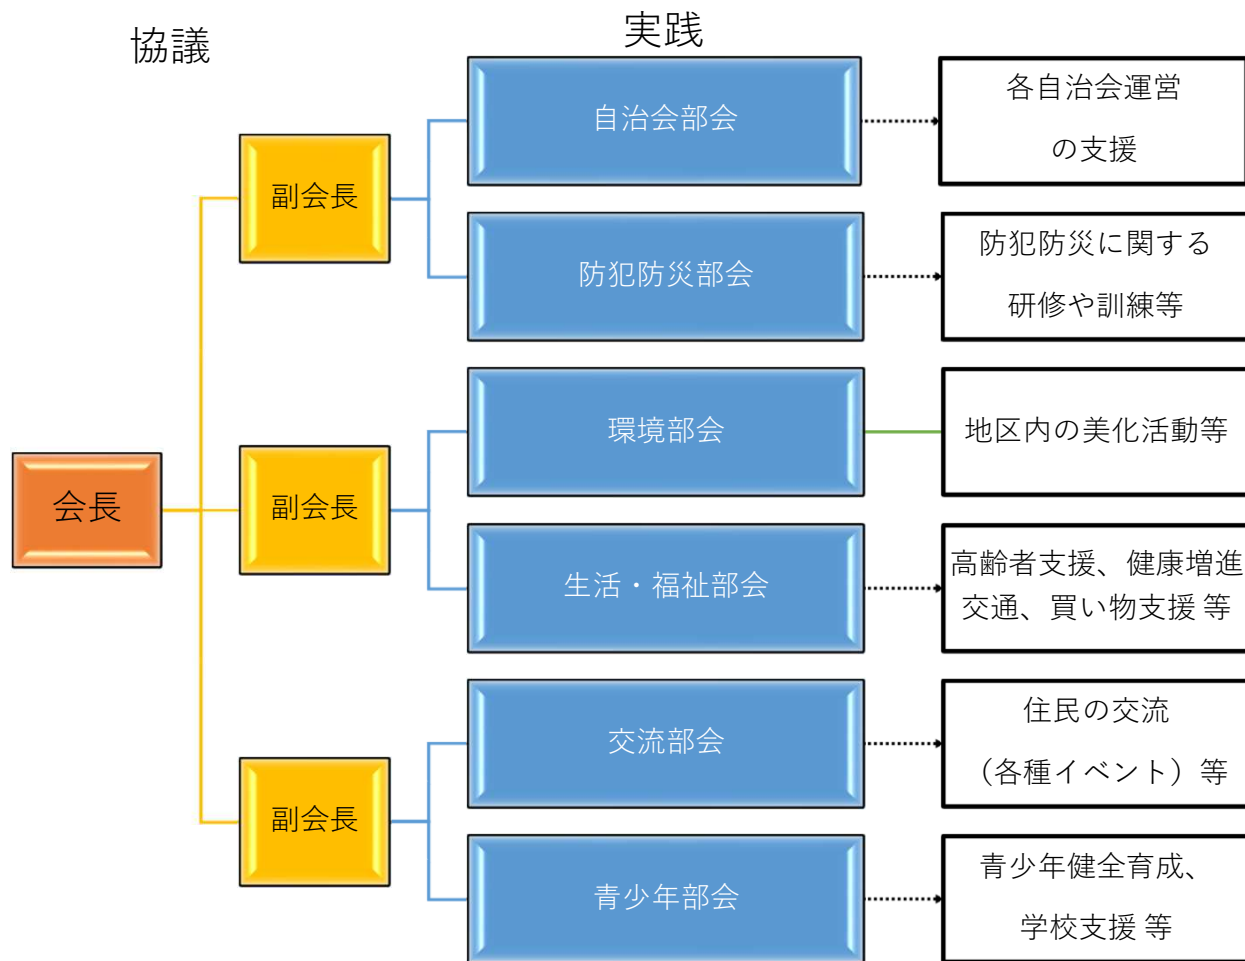 協議
実践
会長
副会長
自治会部会
各自治会運営
の支援
防犯防災部会
防犯防災に関する
研修や訓練等
副会長
環境部会
地区内の美化活動等
生活・福祉部会
高齢者支援、健康増進
交通、買い物支援 等
副会長
交流部会
住民の交流
（各種イベント）等
青少年部会
青少年健全育成、
学校支援 等